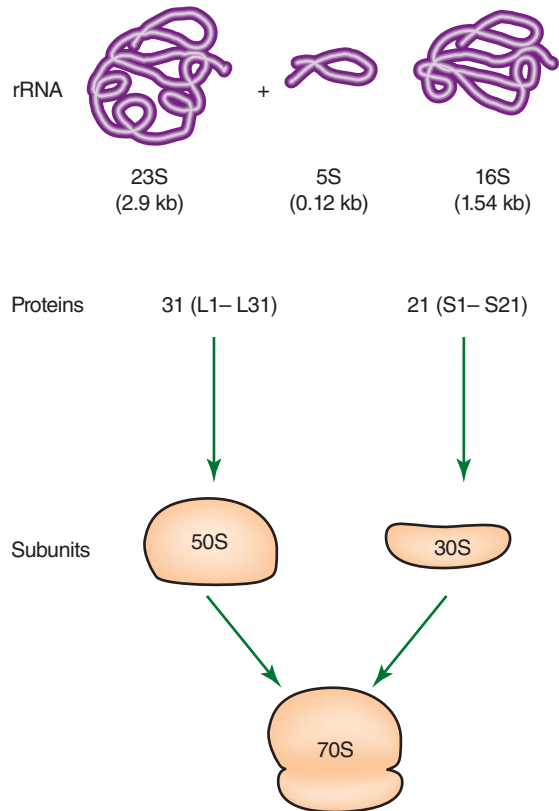 rRNA
+
23S
(2.9 kb)
5S
(0.12 kb)
16S
(1.54 kb)
Proteins
31 (L1– L31)
21 (S1– S21)
Subunits
50S
30S
70S